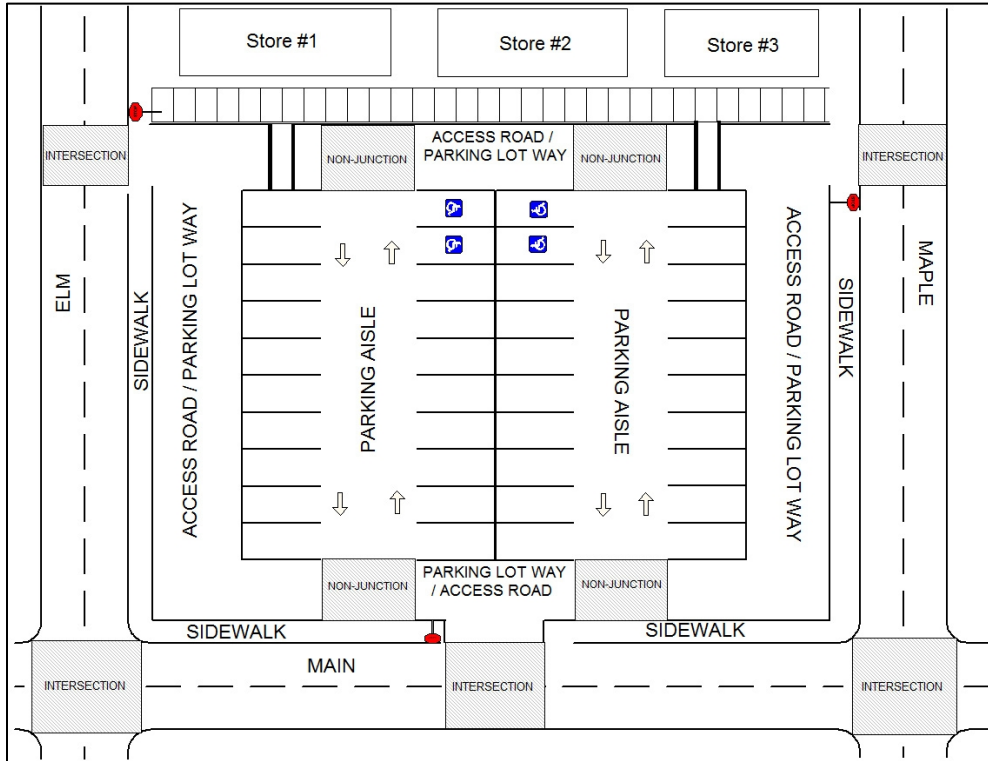 Store #1
Store #2
Store #3
INTERSECTION
NON-JUNCTION
ACCESS ROAD /
PARKING LOT WAY
NON-JUNCTION
INTERSECTION
ELM
SIDEWALK
ACCESS ROAD / PARKING LOT WAY
PARKING AISLE
PARKING AISLE
ACCESS ROAD / PARKING LOT WAY
SIDEWALK
MAPLE
NON-JUNCTION
PARKING LOT WAY
/ ACCESS ROAD
NON-JUNCTION
SIDEWALK
SIDEWALK
MAIN
INTERSECTION
INTERSECTION
INTERSECTION